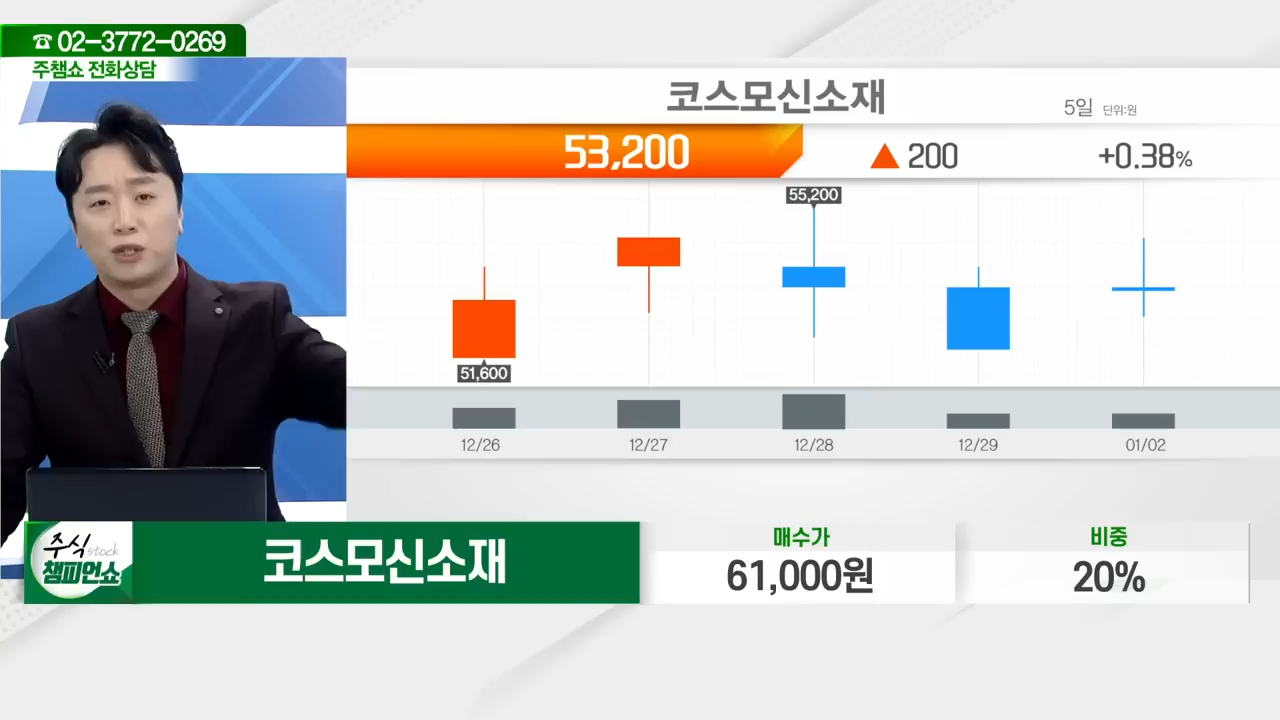 ☎ 02-3772-0269
주챔쇼 전화상담
코스모신소재
5일 단위:원
53,200 ▲ 200 +0.38%
55,200
51,600
12/26 12/27 12/28 12/29 01/02
주식 stock
챔피언쇼
코스모신소재
매수가
61,000원
비중
20%